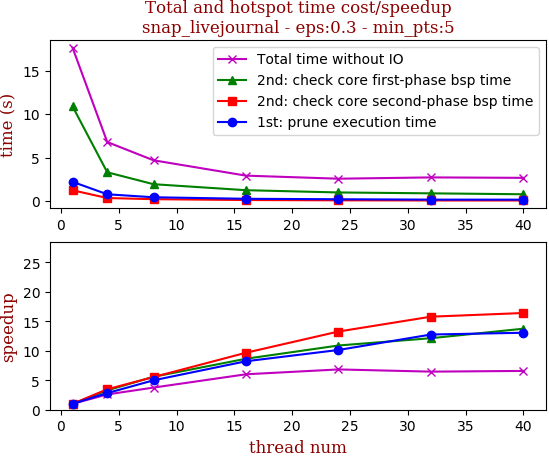 Total and hotspot time cost/speedup
snap_livejournal - eps:0.3 - min_pts:5
time (s)
15
10
5
0
Total time without IO
2nd: check core first-phase bsp time
2nd: check core second-phase bsp time
1st: prune execution time
0 5 10 15 20 25 30 35 40
speedup
25
20
15
10
5
0
0 5 10 15 20 25 30 35 40
thread num